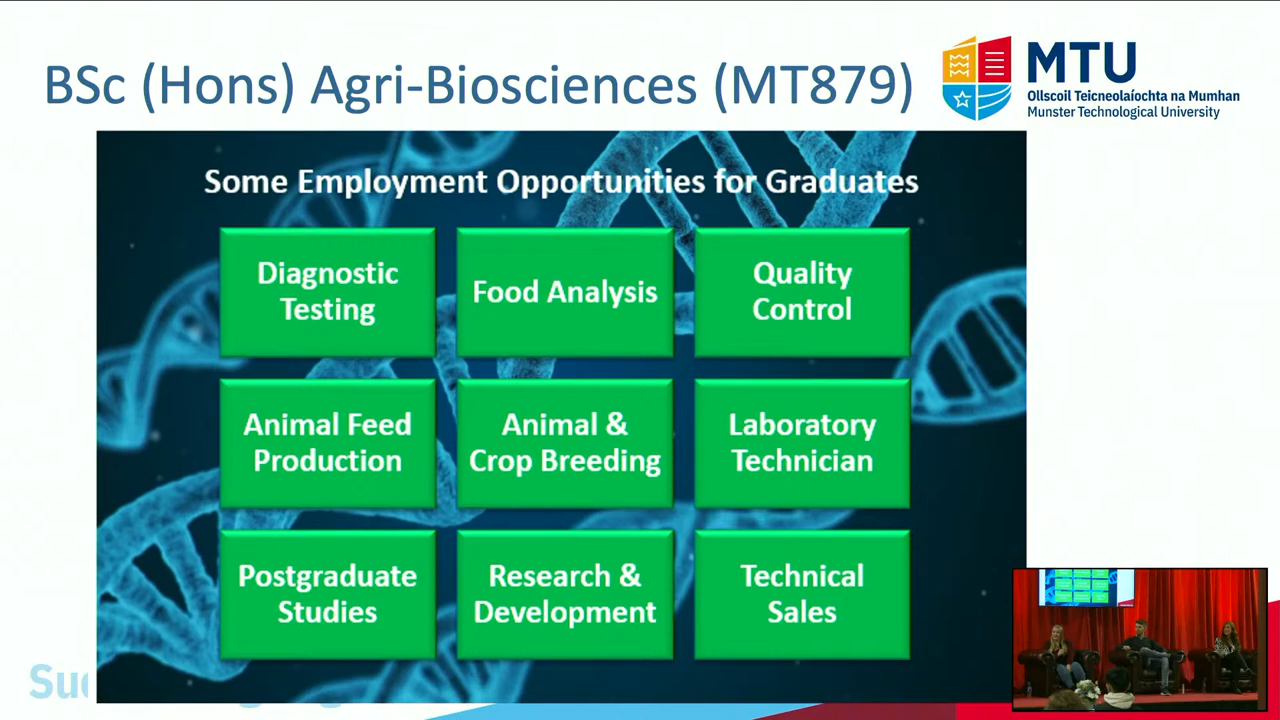 BSc (Hons) Agri-Biosciences (MT879)
MTU
Ollscoil Teicneolaíochta na Mumhan
Munster Technological University
Some Employment Opportunities for Graduates
Diagnostic
Testing
Food Analysis
Quality
Control
Animal Feed
Production
Animal &
Crop Breeding
Laboratory
Technician
Postgraduate
Studies
Research &
Development
Technical
Sales